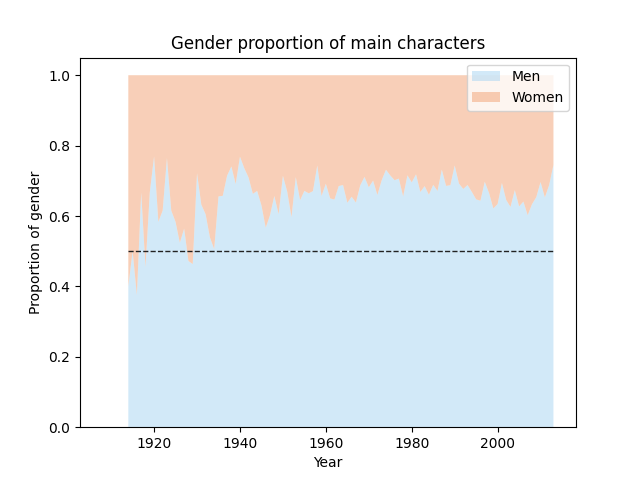 Gender proportion of main characters
Men
Women
1.0
0.8
0.6
0.4
0.2
0.0
Proportion of gender
1920 1940 1960 1980 2000
Year